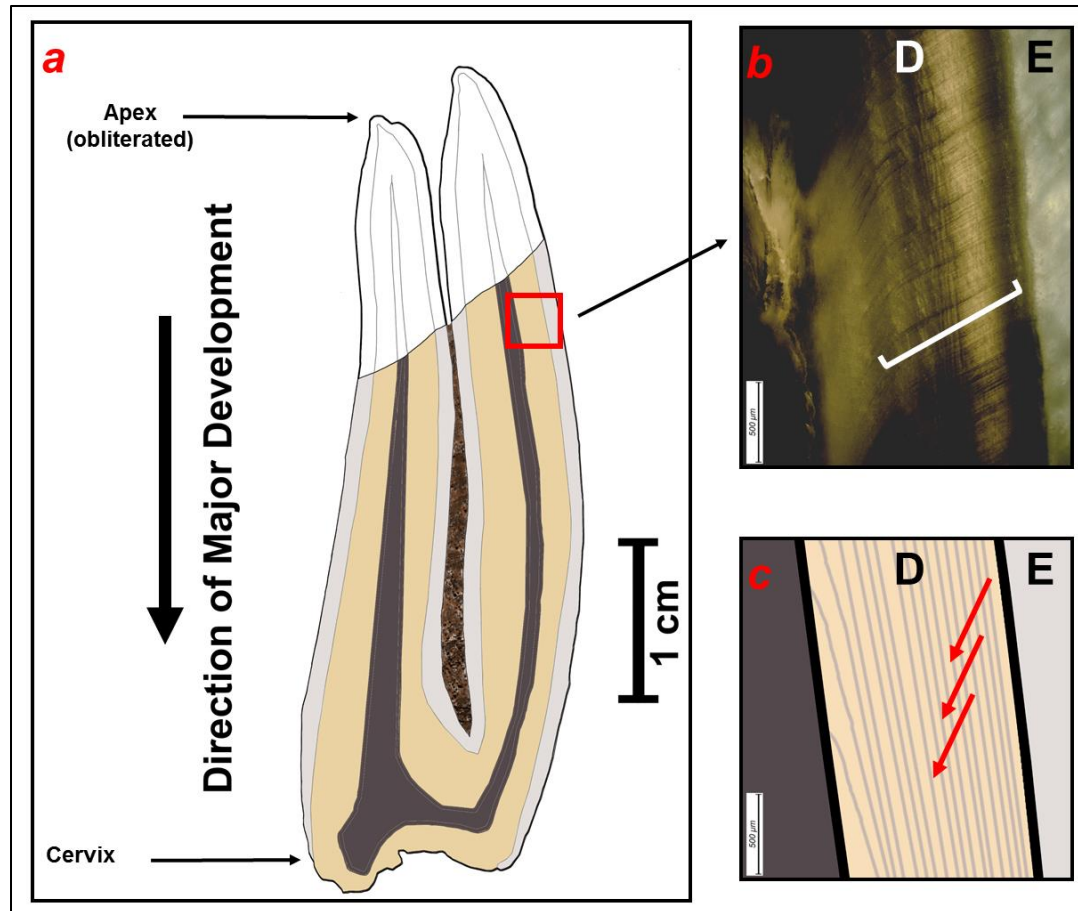 a
Apex
(obliterated)
Direction of Major Development
Cervix
1 cm
b
D
E
500 µm
c
D
E
500 µm